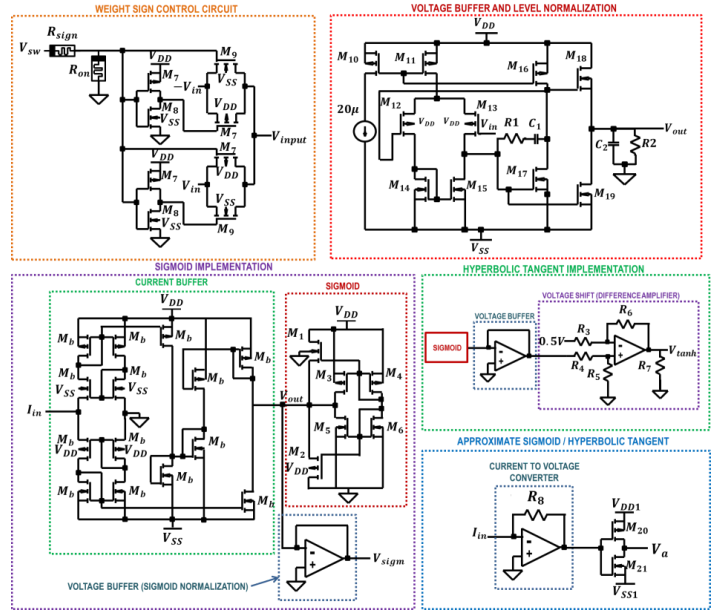 WEIGHT SIGN CONTROL CIRCUIT
R_sign
V_sw
R_on
V_DD
M_7
M_8
V_SS
M_9
V_SS
-V_in
V_DD
M_7
V_input
V_DD
M_7
M_8
V_SS
M_7
V_DD
V_in
V_SS
M_9
VOLTAGE BUFFER AND LEVEL NORMALIZATION
V_DD
M_10
M_11
M_16
M_18
20μ
M_12
M_13
V_DD
V_DD
V_in
R1
C_1
V_out
C_2
R2
M_14
M_15
M_17
M_19
V_SS
SIGMOID IMPLEMENTATION
CURRENT BUFFER
V_DD
M_b
M_b
M_b
M_b
M_b
M_b
V_SS
V_SS
M_b
I_in
M_b
M_b
V_DD
V_DD
M_b
M_b
M_b
M_b
M_b
V_SS
V_out
SIGMOID
V_DD
M_1
M_3
M_4
M_5
M_6
M_2
V_DD
V_sigm
VOLTAGE BUFFER (SIGMOID NORMALIZATION)
HYPERBOLIC TANGENT IMPLEMENTATION
VOLTAGE SHIFT (DIFFERENCE AMPLIFIER)
VOLTAGE BUFFER
SIGMOID
0.5V
R_3
R_6
R_4
R_5
R_7
V_tanh
APPROXIMATE SIGMOID / HYPERBOLIC TANGENT
CURRENT TO VOLTAGE
CONVERTER
R_8
I_in
V_DD1
M_20
V_a
M_21
V_SS1